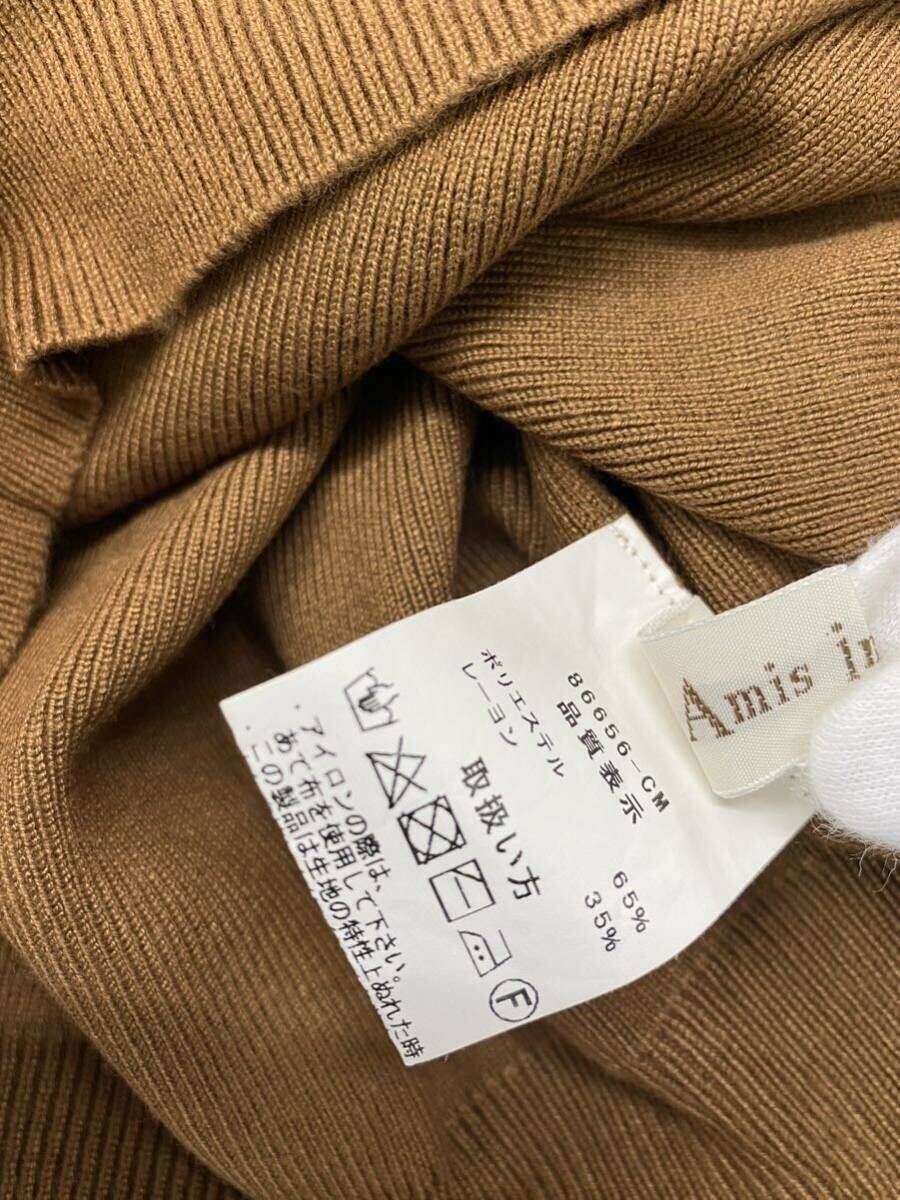 86656-CM
品質表示
ポリエステル 65%
レーヨン 35%
取扱い方
F
・アイロンの際は、
あて布を使用して下さい。
・この製品は生地の特性上ぬれた時
Amis